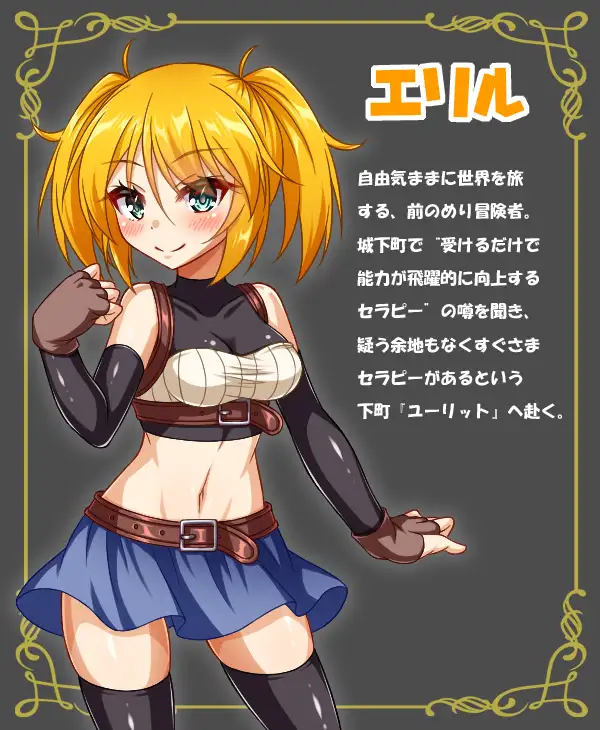 エリル
自由気ままに世界を旅
する、前のめり冒険者。
城下町で“受けるだけで
能力が飛躍的に向上する
セラピー”の噂を聞き、
疑う余地もなくすぐさま
セラピーがあるという
下町『ユーリット』へ赴く。